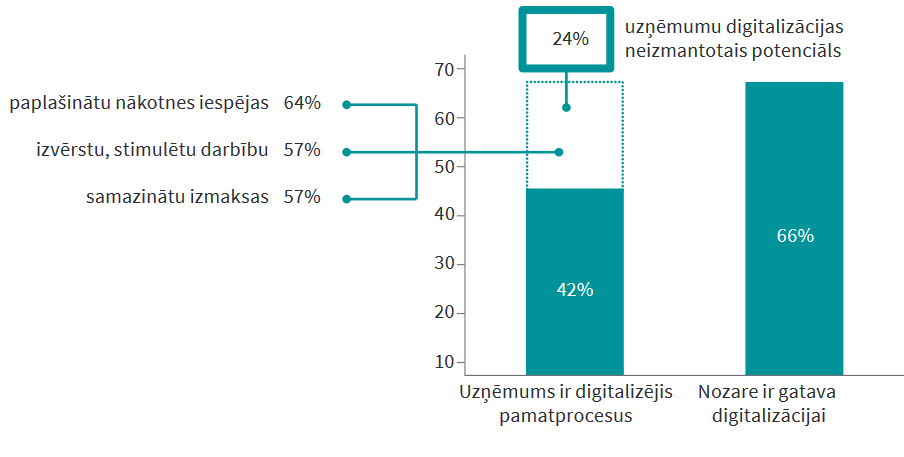 24%
uzņēmumu digitalizācijas
neizmantotais potenciāls
paplašinātu nākotnes iespējas 64%
izvērstu, stimulētu darbību 57%
samazinātu izmaksas 57%
70
60
50
40
30
20
10
42%
66%
Uzņēmums ir digitalizējis
pamatprocesus
Nozare ir gatava
digitalizācijai